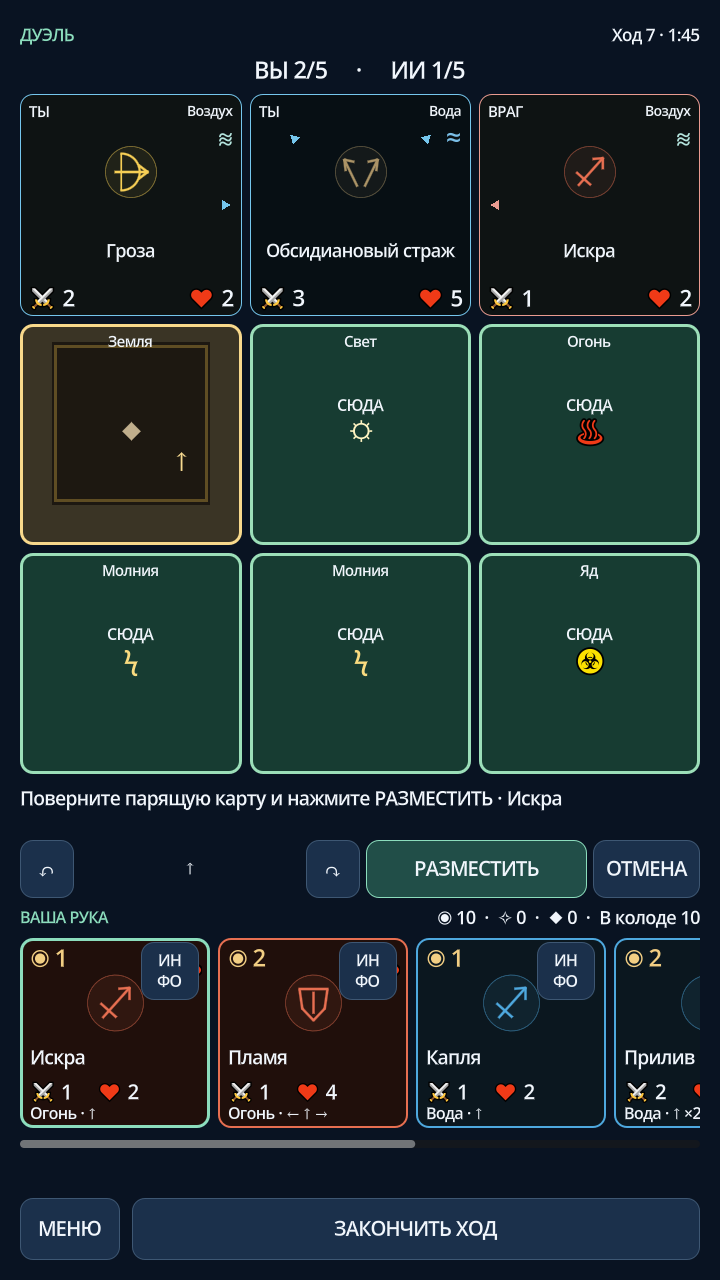 ДУЭЛЬ
Ход 7 · 1:45
ВЫ 2/5 · ИИ 1/5
ТЫ Воздух
Гроза
2 2
ТЫ Вода
Обсидиановый страж
3 5
ВРАГ Воздух
Искра
1 2
Земля
↑
Свет
СЮДА
Огонь
СЮДА
Молния
СЮДА
Молния
СЮДА
Яд
СЮДА
Поверните парящую карту и нажмите РАЗМЕСТИТЬ · Искра
↶ ↑ ↷ РАЗМЕСТИТЬ ОТМЕНА
ВАША РУКА
◉ 10 · ✧ 0 · ◆ 0 · В колоде 10
◉ 1
ИН
ФО
Искра
1 2
Огонь · ↑
◉ 2
ИН
ФО
Пламя
1 4
Огонь · ← ↑ →
◉ 1
ИН
ФО
Капля
1 2
Вода · ↑
◉ 2
Прилив
2
Вода · ↑ ×2
МЕНЮ
ЗАКОНЧИТЬ ХОД